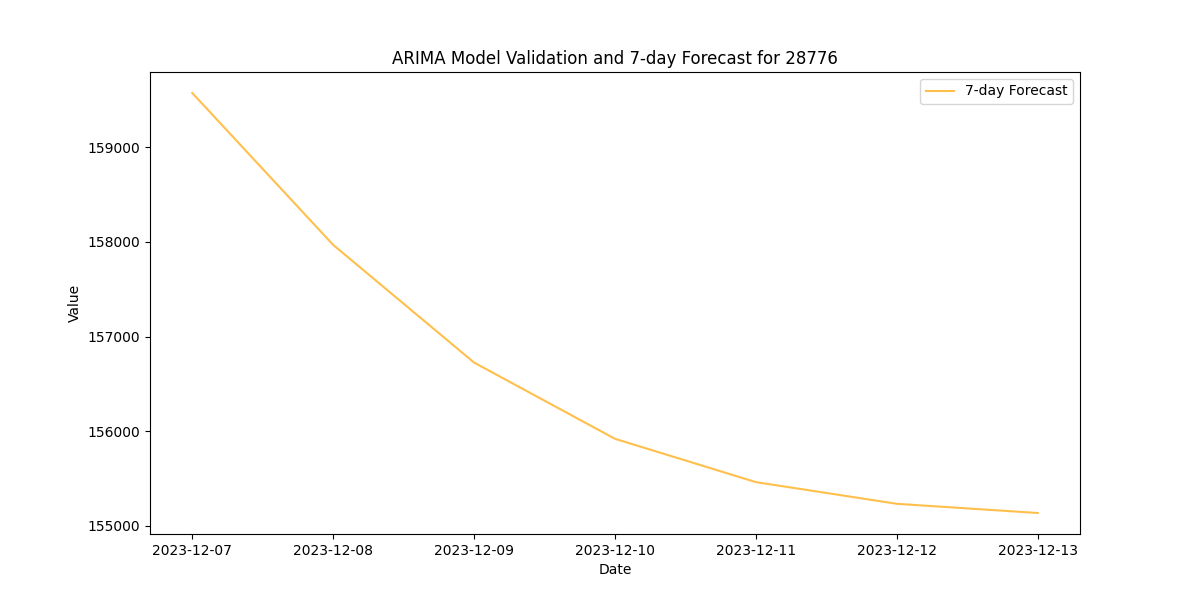 ARIMA Model Validation and 7-day Forecast for 28776
7-day Forecast
159000
158000
157000
156000
155000
Value
2023-12-07 2023-12-08 2023-12-09 2023-12-10 2023-12-11 2023-12-12 2023-12-13
Date